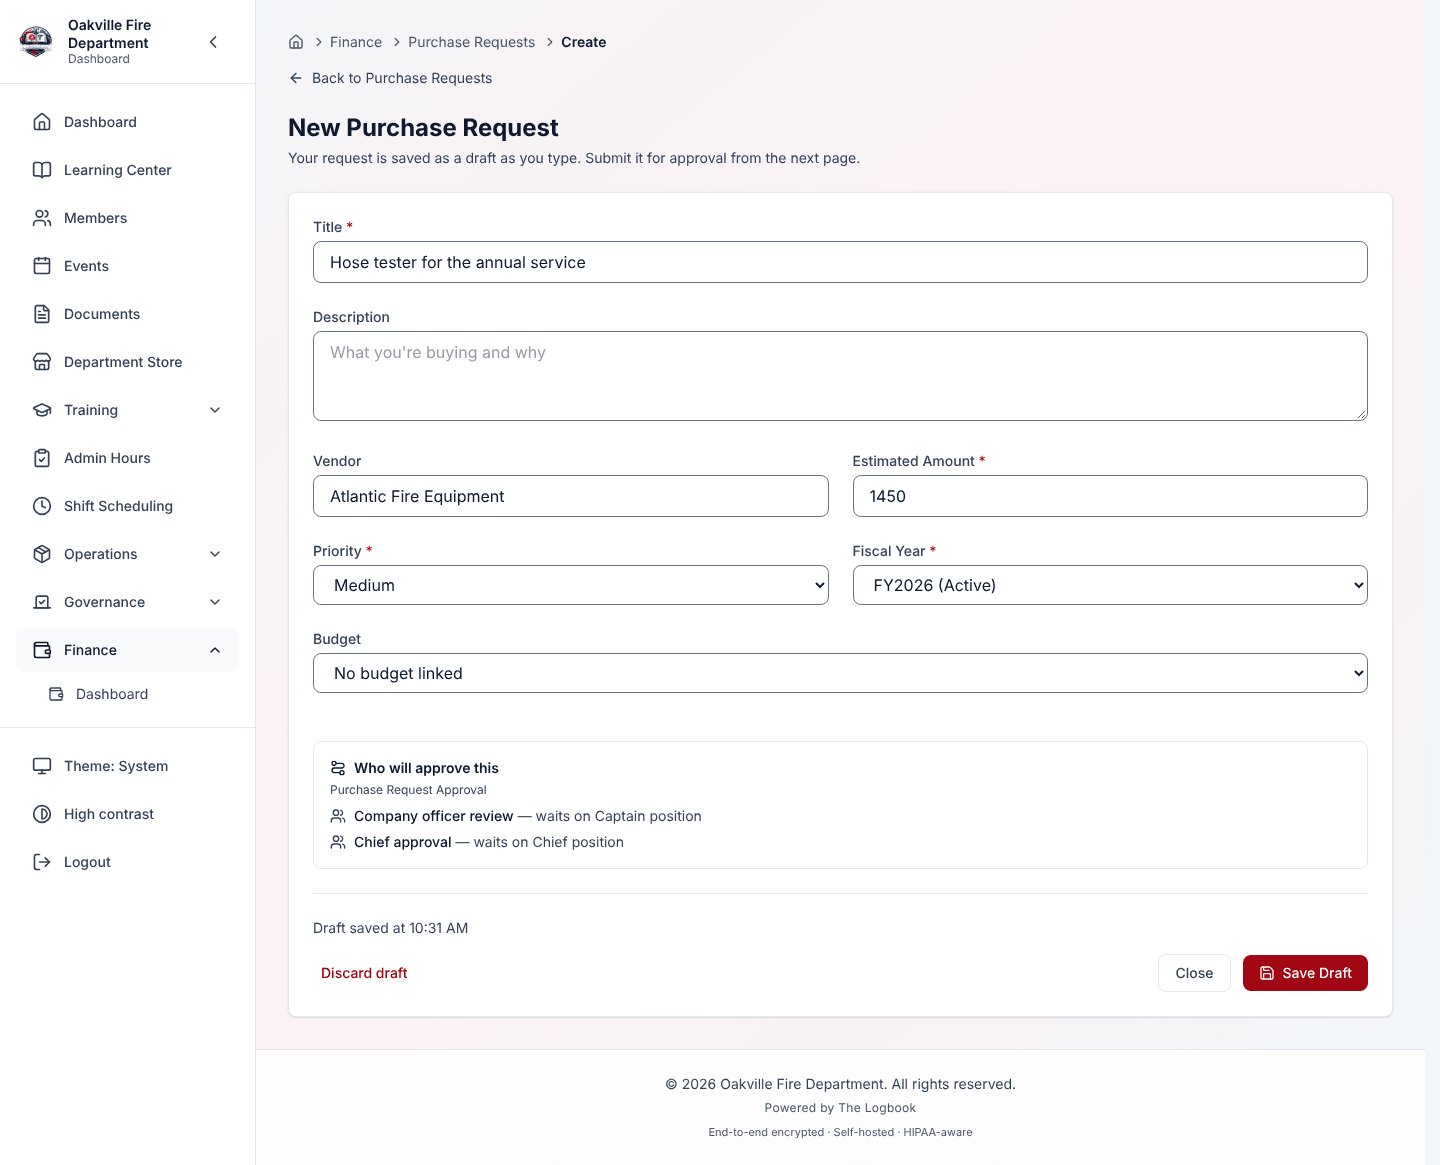 Oakville Fire
Department
Dashboard
Dashboard
Learning Center
Members
Events
Documents
Department Store
Training
Admin Hours
Shift Scheduling
Operations
Governance
Finance
Dashboard
Theme: System
High contrast
Logout
Finance
Purchase Requests
Create
Back to Purchase Requests
New Purchase Request
Your request is saved as a draft as you type. Submit it for approval from the next page.
Title *
Hose tester for the annual service
Description
What you're buying and why
Vendor
Estimated Amount *
Atlantic Fire Equipment
1450
Priority *
Fiscal Year *
Medium
FY2026 (Active)
Budget
No budget linked
Who will approve this
Purchase Request Approval
Company officer review — waits on Captain position
Chief approval — waits on Chief position
Draft saved at 10:31 AM
Discard draft
Close
Save Draft
© 2026 Oakville Fire Department. All rights reserved.
Powered by The Logbook
End-to-end encrypted · Self-hosted · HIPAA-aware